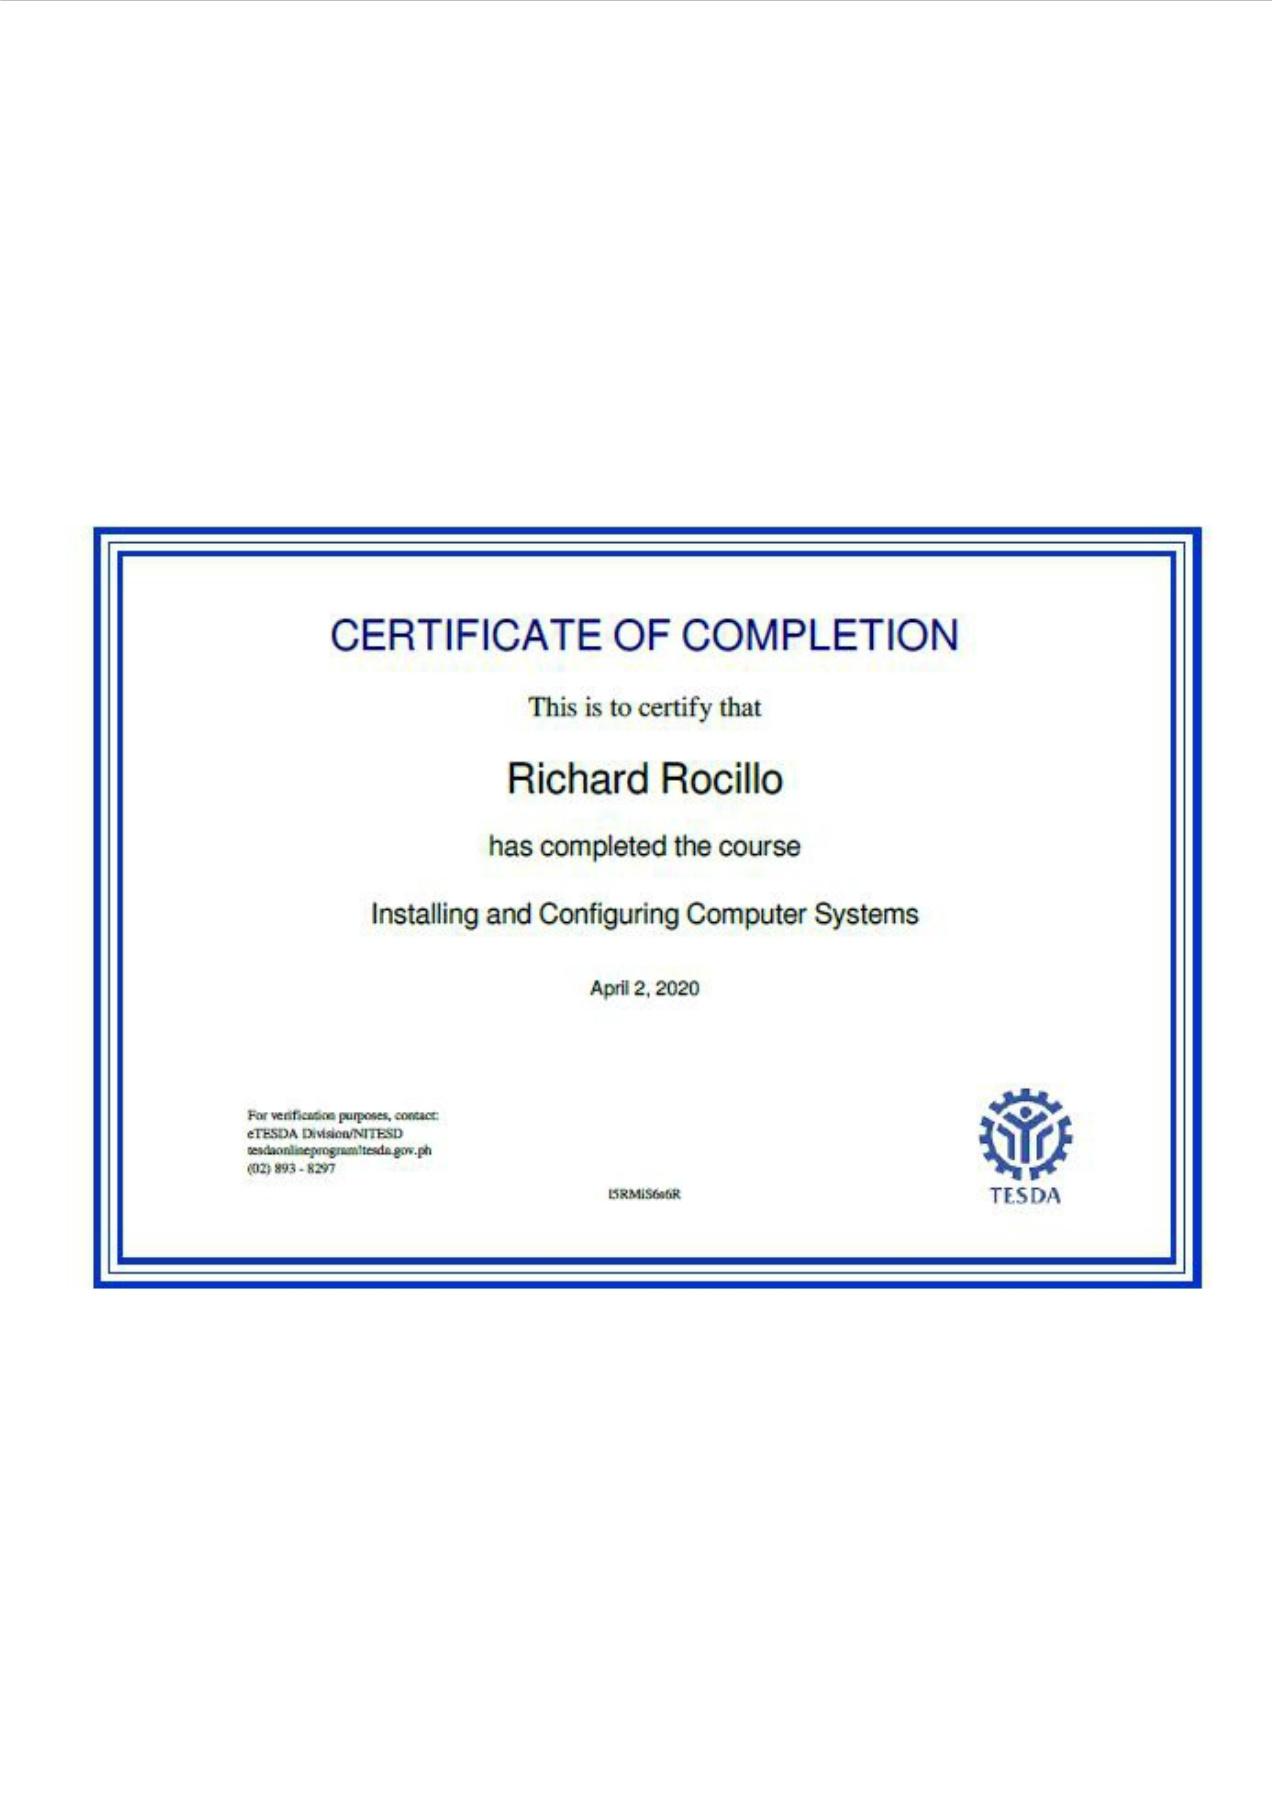 CERTIFICATE OF COMPLETION
This is to certify that
Richard Rocillo
has completed the course
Installing and Configuring Computer Systems
April 2, 2020
For verification purposes, contact:
eTESDA Division/NITESD
tesdaonlineprogram!tesda.gov.ph
(02) 893 - 8297
TESDA